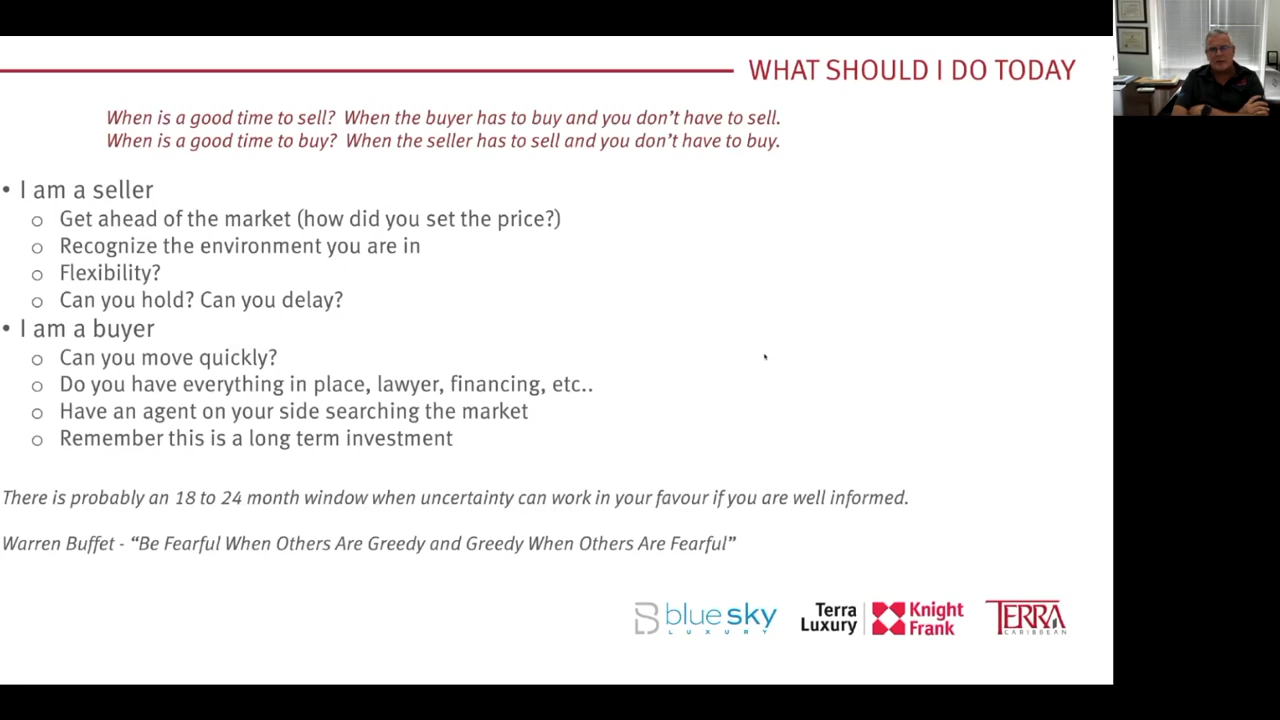 WHAT SHOULD I DO TODAY
When is a good time to sell? When the buyer has to buy and you don't have to sell.
When is a good time to buy? When the seller has to sell and you don't have to buy.
• I am a seller
o Get ahead of the market (how did you set the price?)
o Recognize the environment you are in
o Flexibility?
o Can you hold? Can you delay?
• I am a buyer
o Can you move quickly?
o Do you have everything in place, lawyer, financing, etc..
o Have an agent on your side searching the market
o Remember this is a long term investment
There is probably an 18 to 24 month window when uncertainty can work in your favour if you are well informed.
Warren Buffet - “Be Fearful When Others Are Greedy and Greedy When Others Are Fearful”
blue sky
LUXURY
Terra
Luxury
Knight
Frank
TERRA
CARIBBEAN